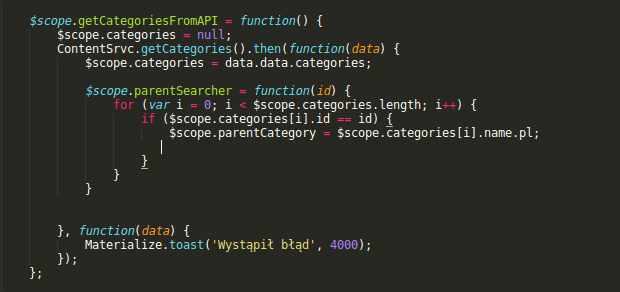 $scope.getCategoriesFromAPI = function() {
$scope.categories = null;
ContentSrvc.getCategories().then(function(data) {
$scope.categories = data.data.categories;
$scope.parentSearcher = function(id) {
for (var i = 0; i < $scope.categories.length; i++) {
if ($scope.categories[i].id == id) {
$scope.parentCategory = $scope.categories[i].name.pl;
}
}
}
}, function(data) {
Materialize.toast('Wystąpił błąd', 4000);
});
};